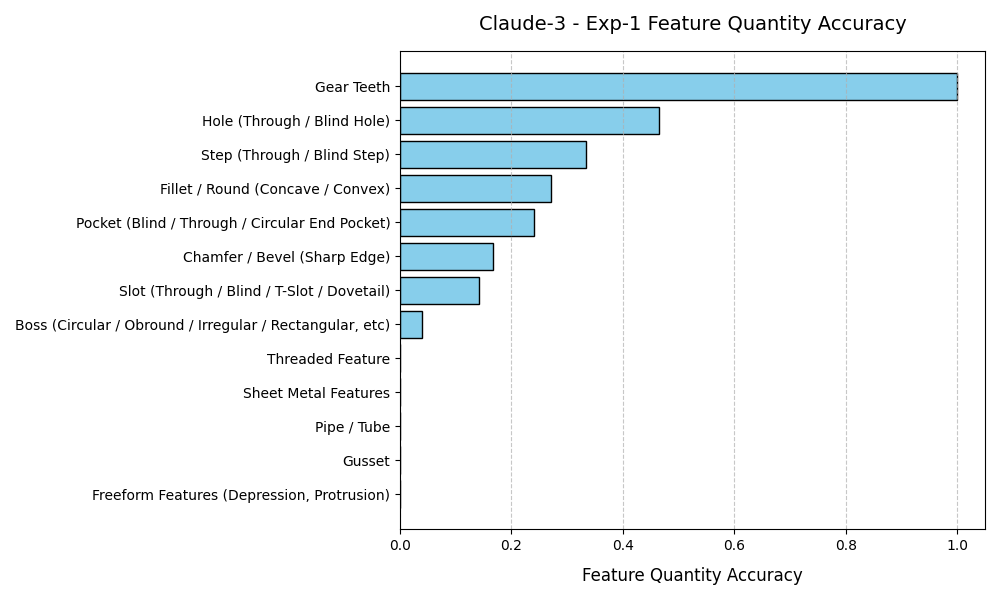 Claude-3 - Exp-1 Feature Quantity Accuracy
Gear Teeth
Hole (Through / Blind Hole)
Step (Through / Blind Step)
Fillet / Round (Concave / Convex)
Pocket (Blind / Through / Circular End Pocket)
Chamfer / Bevel (Sharp Edge)
Slot (Through / Blind / T-Slot / Dovetail)
Boss (Circular / Obround / Irregular / Rectangular, etc)
Threaded Feature
Sheet Metal Features
Pipe / Tube
Gusset
Freeform Features (Depression, Protrusion)
0.0 0.2 0.4 0.6 0.8 1.0
Feature Quantity Accuracy